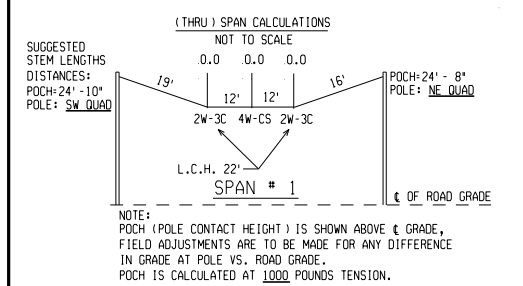 (THRU) SPAN CALCULATIONS
NOT TO SCALE
SUGGESTED
STEM LENGTHS
0.0 0.0 0.0
DISTANCES:
POCH=24'-10"
POLE: SW QUAD
19'
12' 12'
16'
POCH=24'- 8"
POLE: NE QUAD
2W-3C 4W-CS 2W-3C
L.C.H. 22'
SPAN # 1
℄ OF ROAD GRADE
NOTE:
POCH (POLE CONTACT HEIGHT) IS SHOWN ABOVE ℄ GRADE,
FIELD ADJUSTMENTS ARE TO BE MADE FOR ANY DIFFERENCE
IN GRADE AT POLE VS. ROAD GRADE.
POCH IS CALCULATED AT 1000 POUNDS TENSION.